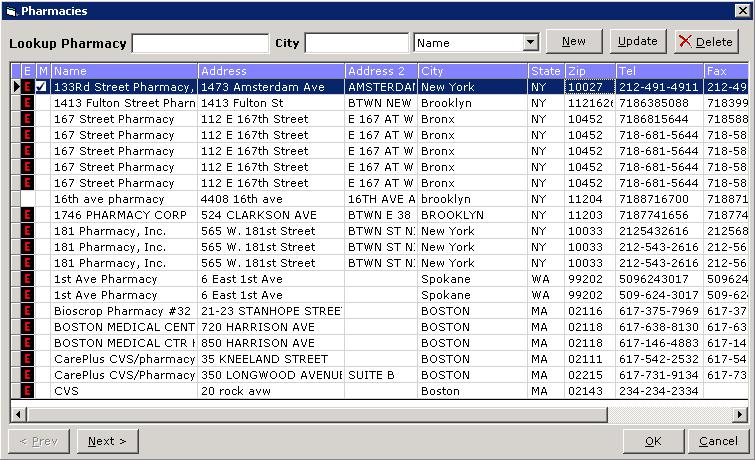 Pharmacies
Lookup Pharmacy City Name New Update Delete
E M Name Address Address 2 City State Zip Tel Fax
E 133Rd Street Pharmacy, 1473 Amsterdam Ave AMSTERDAM New York NY 10027 212-491-4911 212-49
E 1413 Fulton Street Pharn 1413 Fulton St BTWN NEW Brooklyn NY 1121626 7186385088 718399
E 167 Street Pharmacy 112 E 167th Street E 167 AT W Bronx NY 10452 7186815644 718588
E 167 Street Pharmacy 112 E 167th Street E 167 AT W Bronx NY 10452 718-681-5644 718-58
E 167 Street Pharmacy 112 E 167th Street E 167 AT W Bronx NY 10452 718-681-5644 718-58
E 167 Street Pharmacy 112 E 167th Street E 167 AT W Bronx NY 10452 718-681-5644 718-58
E 167 Street Pharmacy 112 E 167th Street E 167 AT W Bronx NY 10452 718-681-5644 718-58
16th ave pharmacy 4408 16th ave 16TH AVE A brooklyn NY 11204 7188716700 718871
E 1746 PHARMACY CORP 524 CLARKSON AVE BTWN E 38 BROOKLYN NY 11203 7187741656 718774
E 181 Pharmacy, Inc. 565 W. 181st Street BTWN ST NI New York NY 10033 2125432616 212568
E 181 Pharmacy, Inc. 565 W. 181st Street BTWN ST NI New York NY 10033 212-543-2616 212-56
E 181 Pharmacy, Inc. 565 W. 181st Street BTWN ST NI New York NY 10033 212-543-2616 212-56
E 1st Ave Pharmacy 6 East 1st Ave Spokane WA 99202 5096243017 509624
E 1st Ave Pharmacy 6 East 1st Ave Spokane WA 99202 509-624-3017 509-62
E Bioscrop Pharmacy #32 21-23 STANHOPE STREE BOSTON MA 02116 617-375-7969 617-37
E BOSTON MEDICAL CENT 720 HARRISON AVE BOSTON MA 02118 617-638-8130 617-63
E BOSTON MEDICAL CTR H 850 HARRISON AVE BOSTON MA 02118 617-146-4883 617-14
E CarePlus CVS/pharmacy 35 KNEELAND STREET BOSTON MA 02111 617-542-2532 617-54
E CarePlus CVS/Pharmacy 350 LONGWOOD AVENUE SUITE B BOSTON MA 02215 617-731-9134 617-73
E CVS 20 rock avw Boston MA 02143 234-234-2334
< Prev Next > OK Cancel